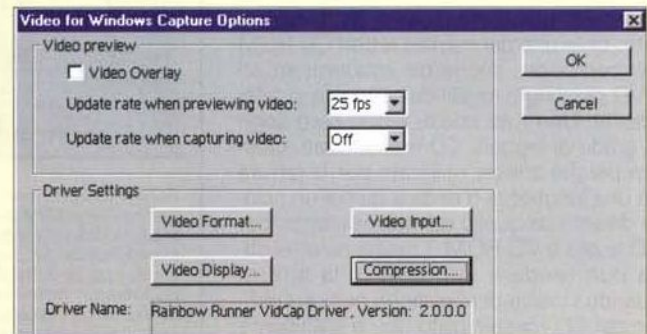 Video for Windows Capture Options
Video preview
Video Overlay
OK
Update rate when previewing video: 25 fps
Cancel
Update rate when capturing video: Off
Driver Settings
Video Format... Video Input...
Video Display... Compression...
Driver Name: Rainbow Runner VidCap Driver, Version: 2.0.0.0